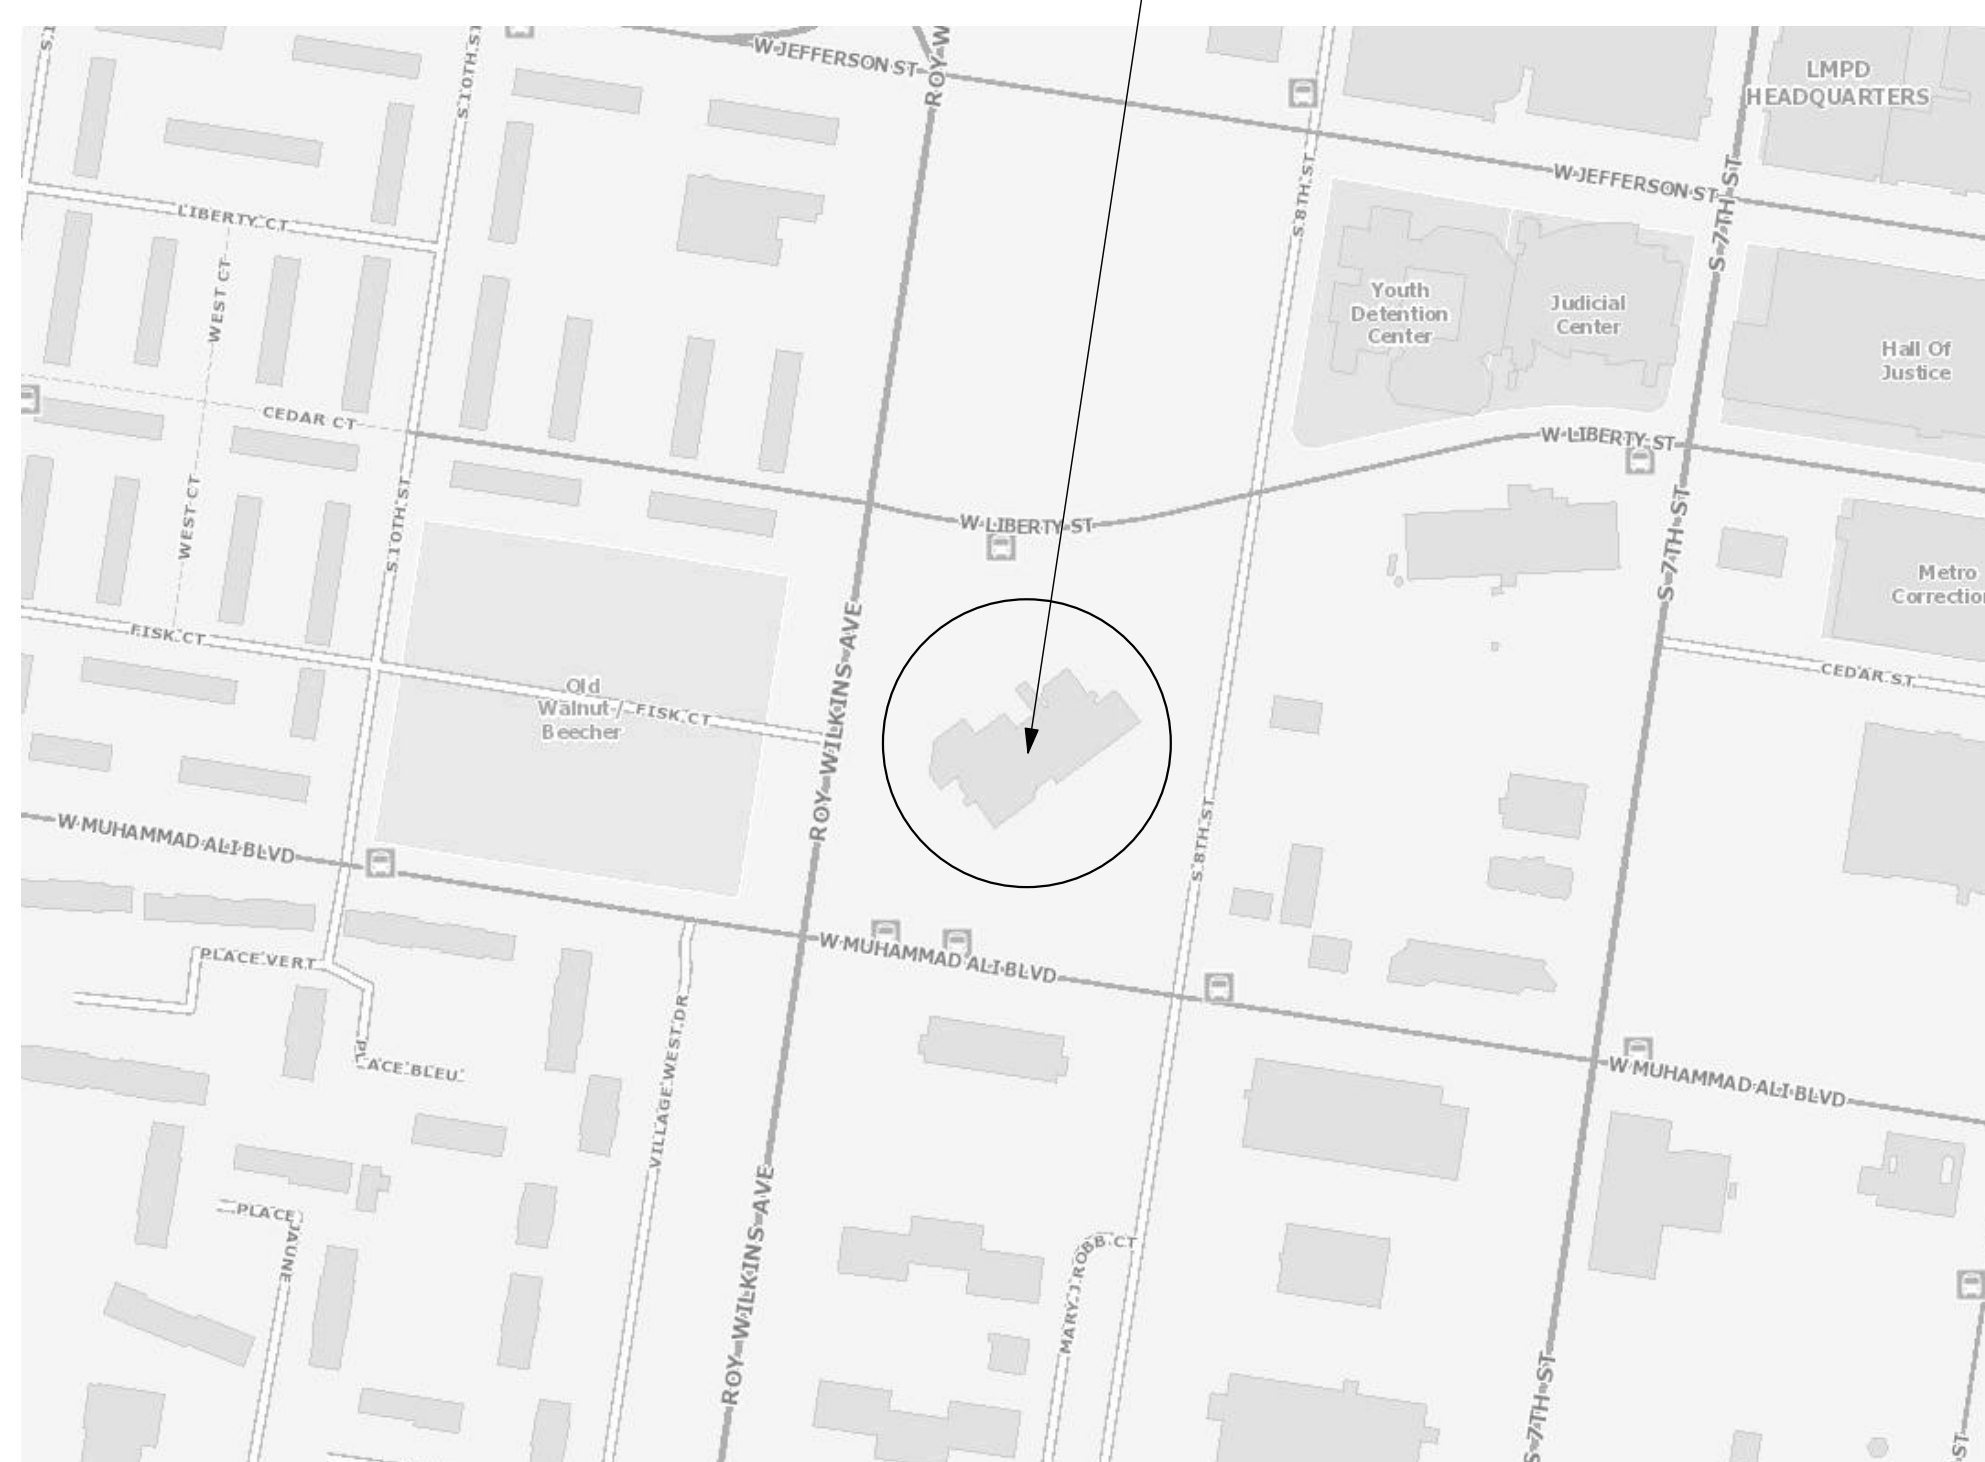 W JEFFERSON ST
ROY W
S 10TH ST
LMPD
HEADQUARTERS
S 8TH ST
W JEFFERSON ST
S 7TH ST
LIBERTY CT
WEST CT
Youth
Detention
Center
Judicial
Center
Hall Of
Justice
CEDAR CT
W LIBERTY ST
W LIBERTY ST
WEST CT
S 10TH ST
S 7TH ST
Metro
Correctio
FISK CT
ROY WILKINS AVE
CEDAR ST
Old
Walnut /
Beecher
FISK CT
W MUHAMMAD ALI BLVD
S 8TH ST
W MUHAMMAD ALI BLVD
PLACE VERT
PLACE BLEU
VILLAGE WEST DR
W MUHAMMAD ALI BLVD
PLACE JAUNE
ROY WILKINS AVE
MARY J ROBB CT
S 7TH ST
ST